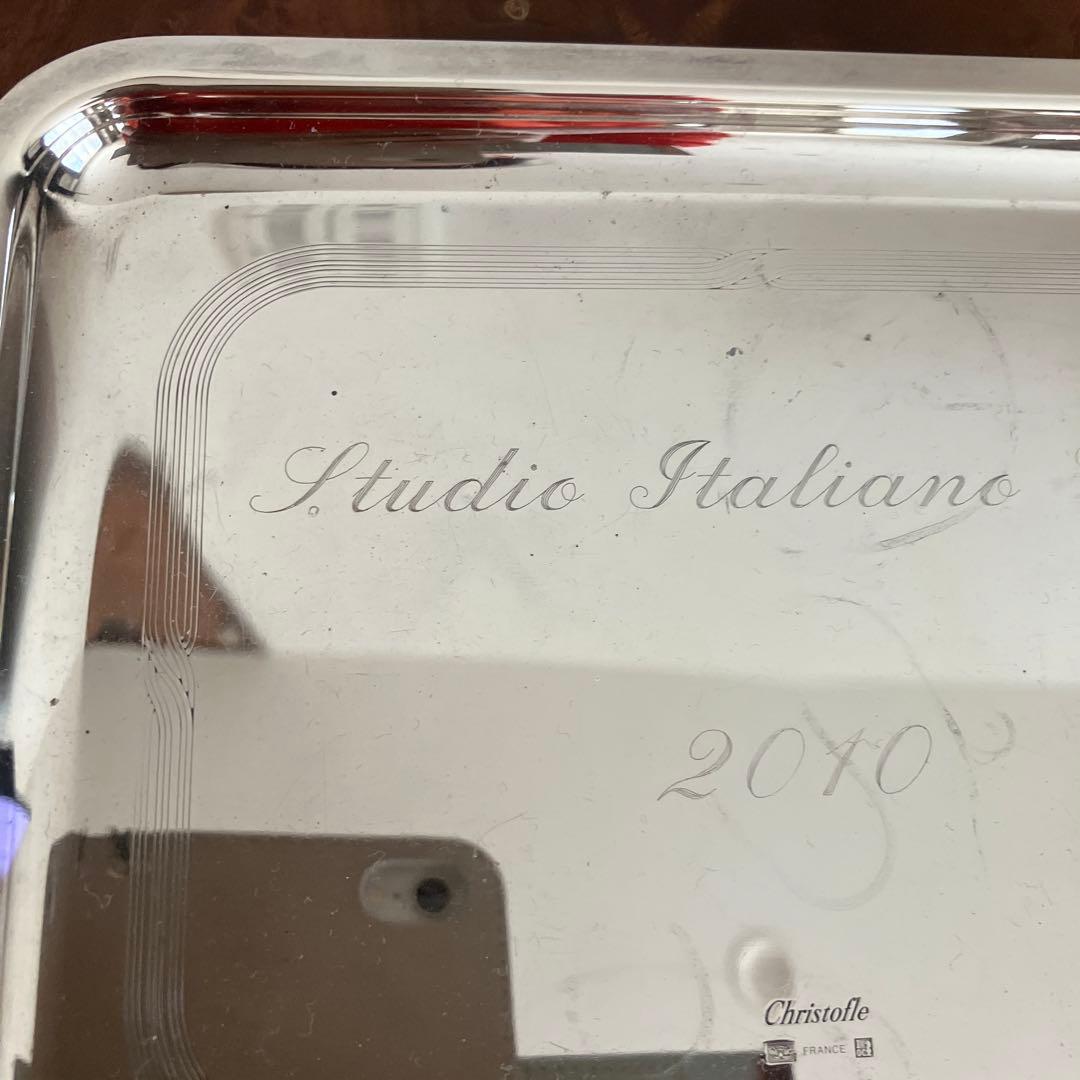 Studio Italiano
2010
Christofle
FRANCE